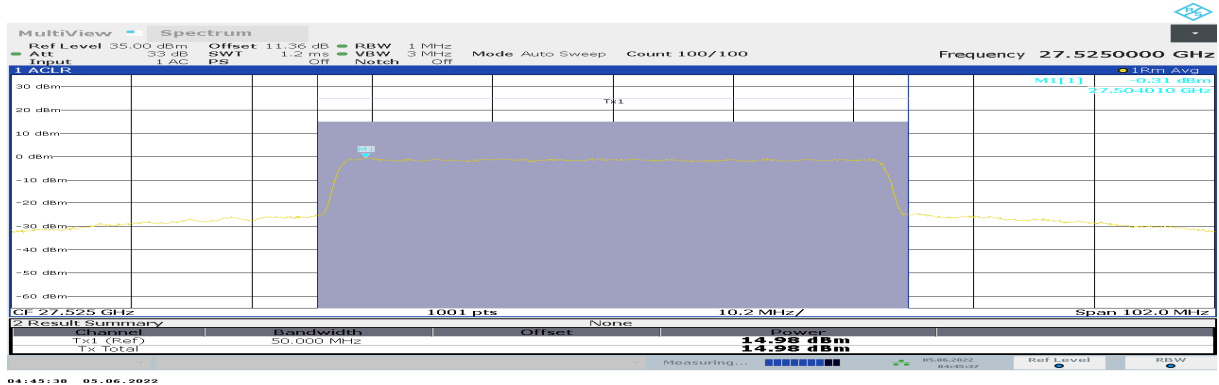 MultiView Spectrum
Ref Level 35.00 dBm Offset 11.36 dB RBW 1 MHz
Att 33 dB SWT 1.2 ms VBW 3 MHz Mode Auto Sweep Count 100/100 Frequency 27.5250000 GHz
Input 1 AC PS Off Notch Off
1 ACLR 1Rm Avg
M1[1] -0.31 dBm
27.504010 GHz
30 dBm
Tx1
20 dBm
10 dBm
M1
0 dBm
-10 dBm
-20 dBm
-30 dBm
-40 dBm
-50 dBm
-60 dBm
CF 27.525 GHz 1001 pts 10.2 MHz/ Span 102.0 MHz
2 Result Summary None
Channel Bandwidth Offset Power
Tx1 (Ref) 50.000 MHz 14.98 dBm
Tx Total 14.98 dBm
Measuring... 05.06.2022 Ref Level RBW
04:45:37
04:45:38 05.06.2022